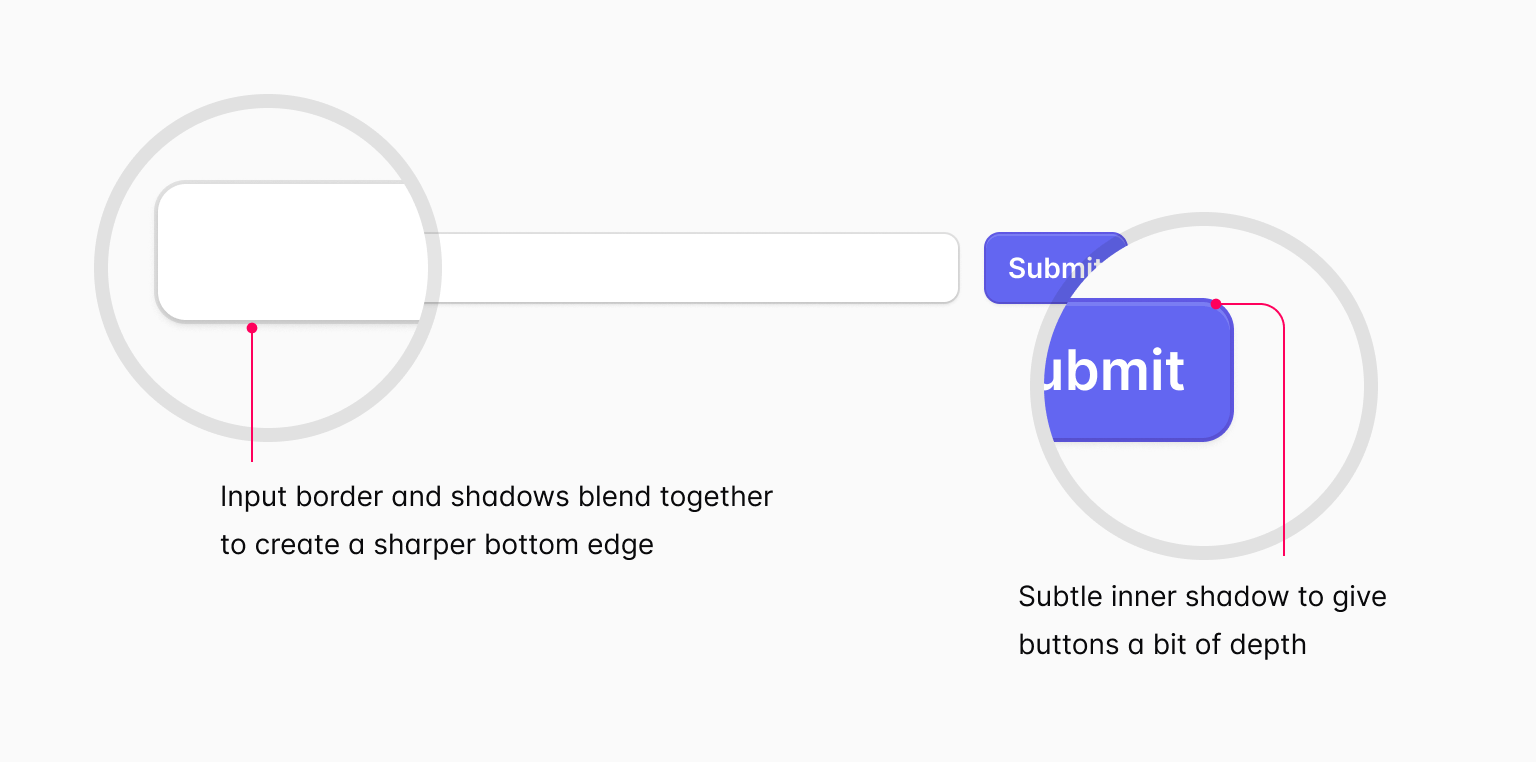 Submit
ubmit
Input border and shadows blend together
to create a sharper bottom edge
Subtle inner shadow to give
buttons a bit of depth